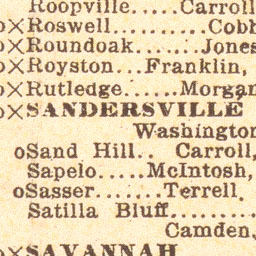 Roopville.....Carroll
o×Roswell..........Cobb
o×Roundoak.......Jones
o×Royston...Franklin,
o×Rutledge.....Morgan
o×SANDERSVILLE
Washington
oSand Hill.. Carroll,
Sapelo.....McIntosh,
oSasser.......Terrell
Satilla Bluff.........
Camden,
o×SAVANNAH